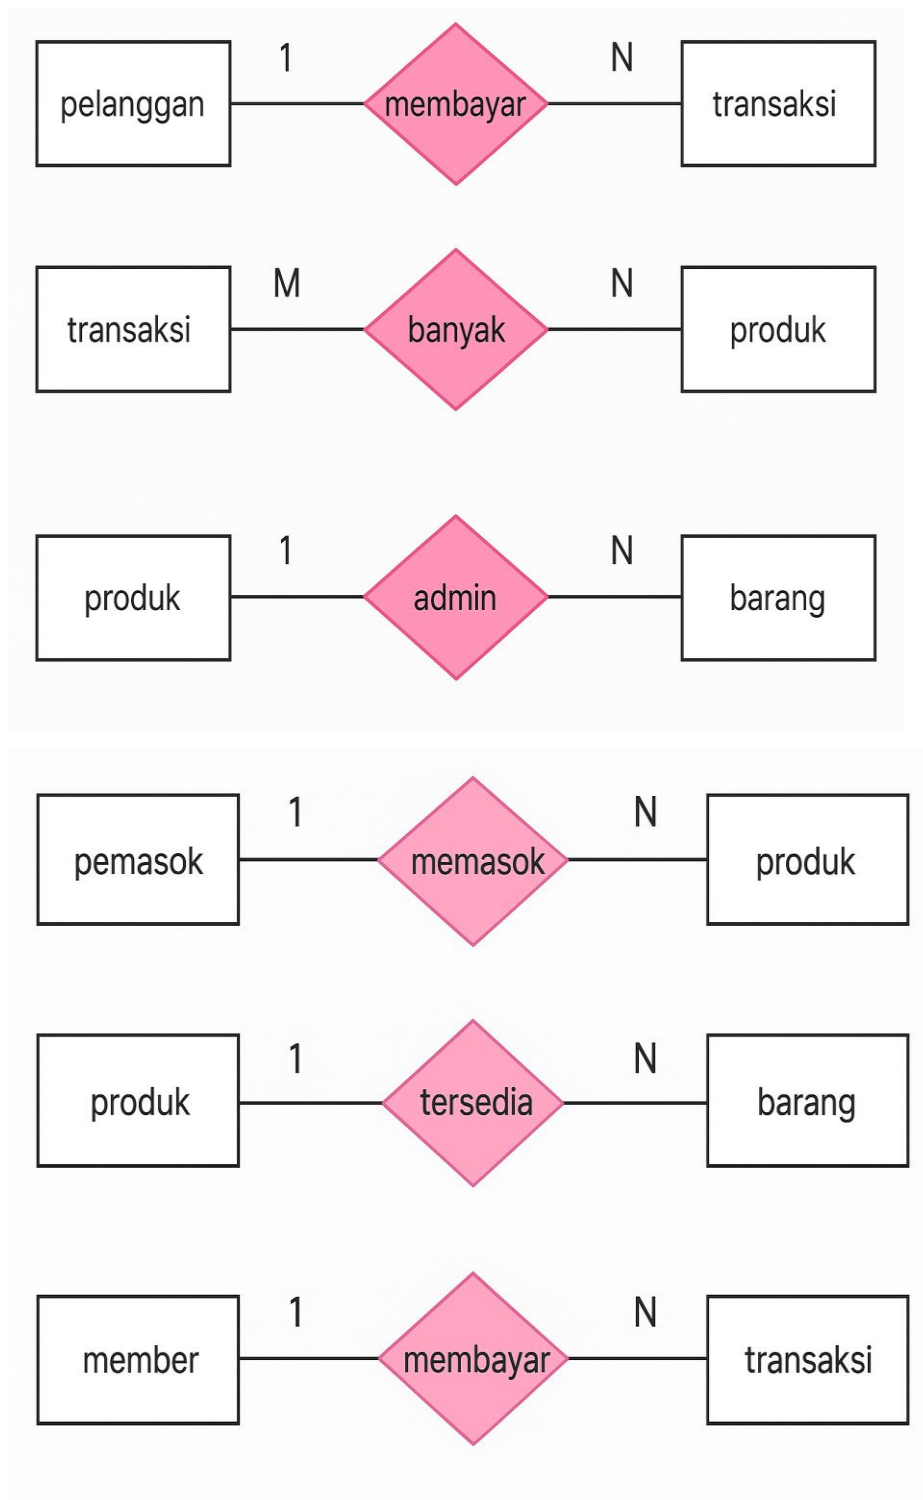 1 N
pelanggan membayar transaksi
M N
transaksi banyak produk
1 N
produk admin barang
1 N
pemasok memasok produk
1 N
produk tersedia barang
1 N
member membayar transaksi